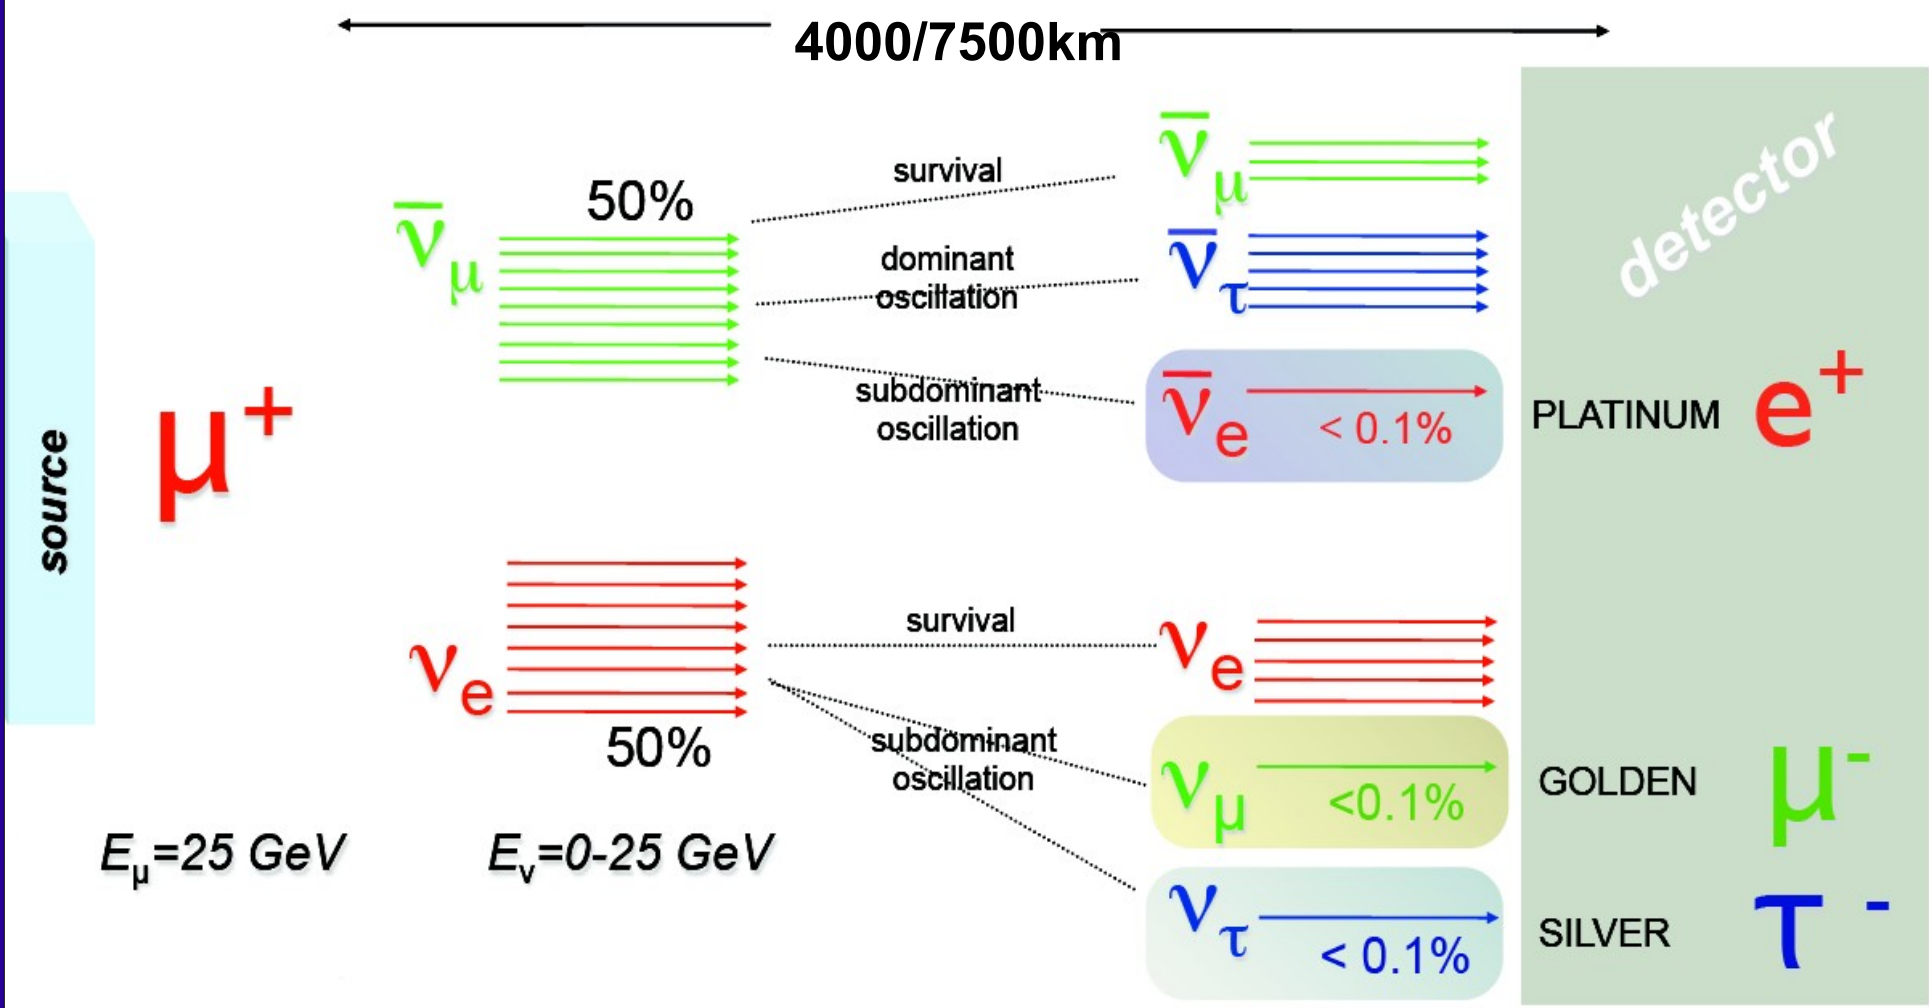 4000/7500km
detector
source
μ⁺
ν̄μ
50%
survival
ν̄μ
dominant
oscillation
ν̄τ
subdominant
oscillation
ν̄e
< 0.1%
PLATINUM e⁺
νe
50%
survival
νe
subdominant
oscillation
νμ
<0.1%
GOLDEN μ⁻
ντ
< 0.1%
SILVER τ⁻
Eμ=25 GeV
Eν=0-25 GeV